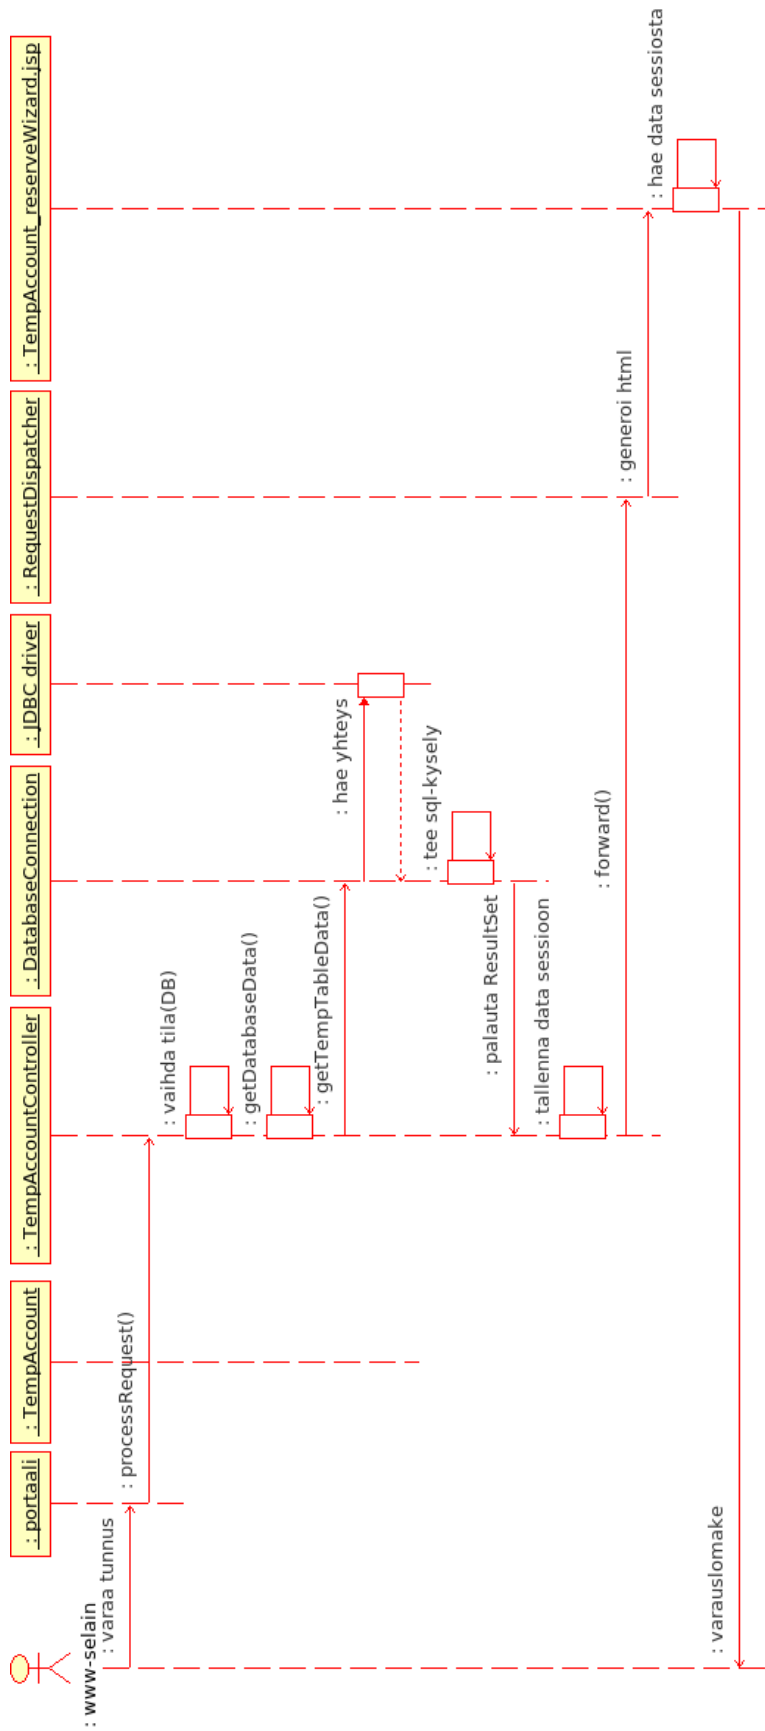 : www-selain
: portaali
: TempAccount
: TempAccountController
: DatabaseConnection
: JDBC driver
: RequestDispatcher
: TempAccount_reserveWizard.jsp
: varaa tunnus
: processRequest()
: vaihda tila(DB)
: getDatabaseData()
: getTempTableData()
: hae yhteys
: tee sql-kysely
: palauta ResultSet
: tallenna data sessioon
: forward()
: generoi html
: hae data sessiosta
: varauslomake